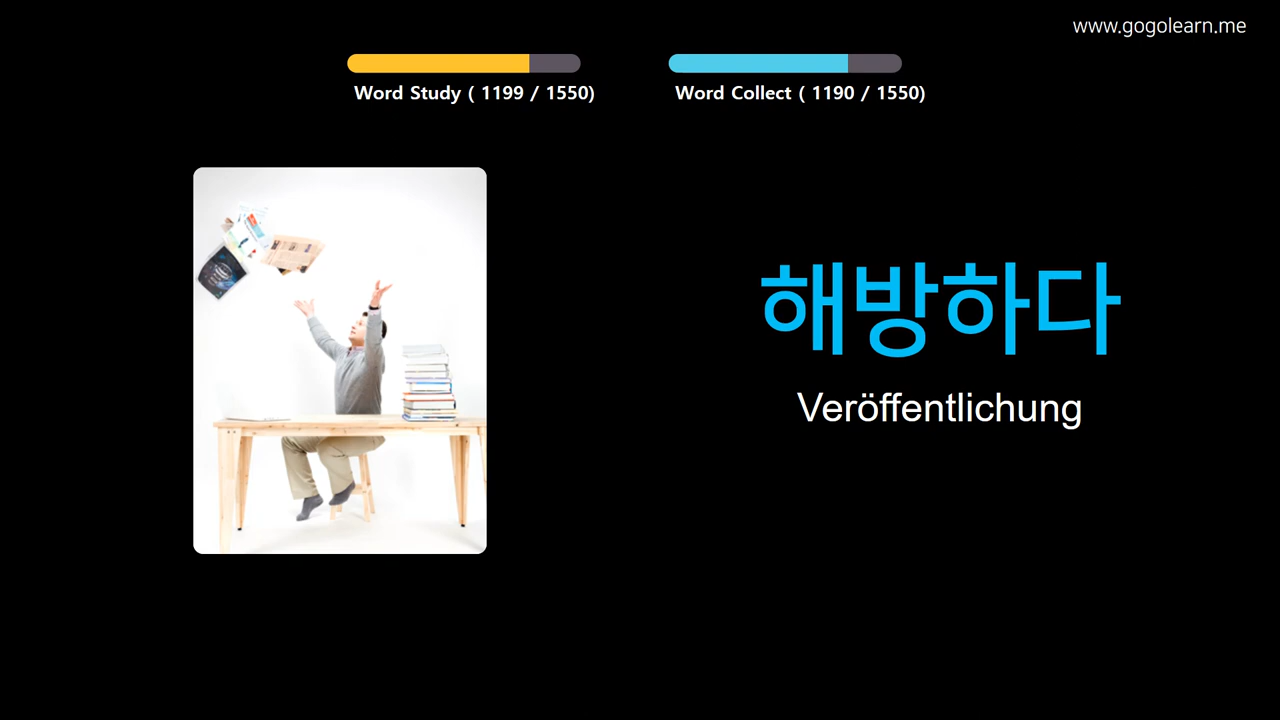 www.gogolearn.me
Word Study ( 1199 / 1550)
Word Collect ( 1190 / 1550)
해방하다
Veröffentlichung